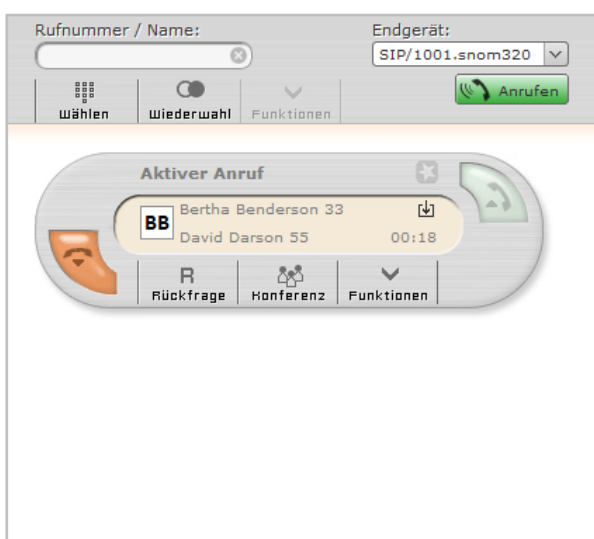 Rufnummer / Name:
Endgerät:
SIP/1001.snom320
Wählen
Wiederwahl
Funktionen
Anrufen
Aktiver Anruf
BB
Bertha Benderson 33
David Darson 55
00:18
R
Rückfrage
Konferenz
Funktionen